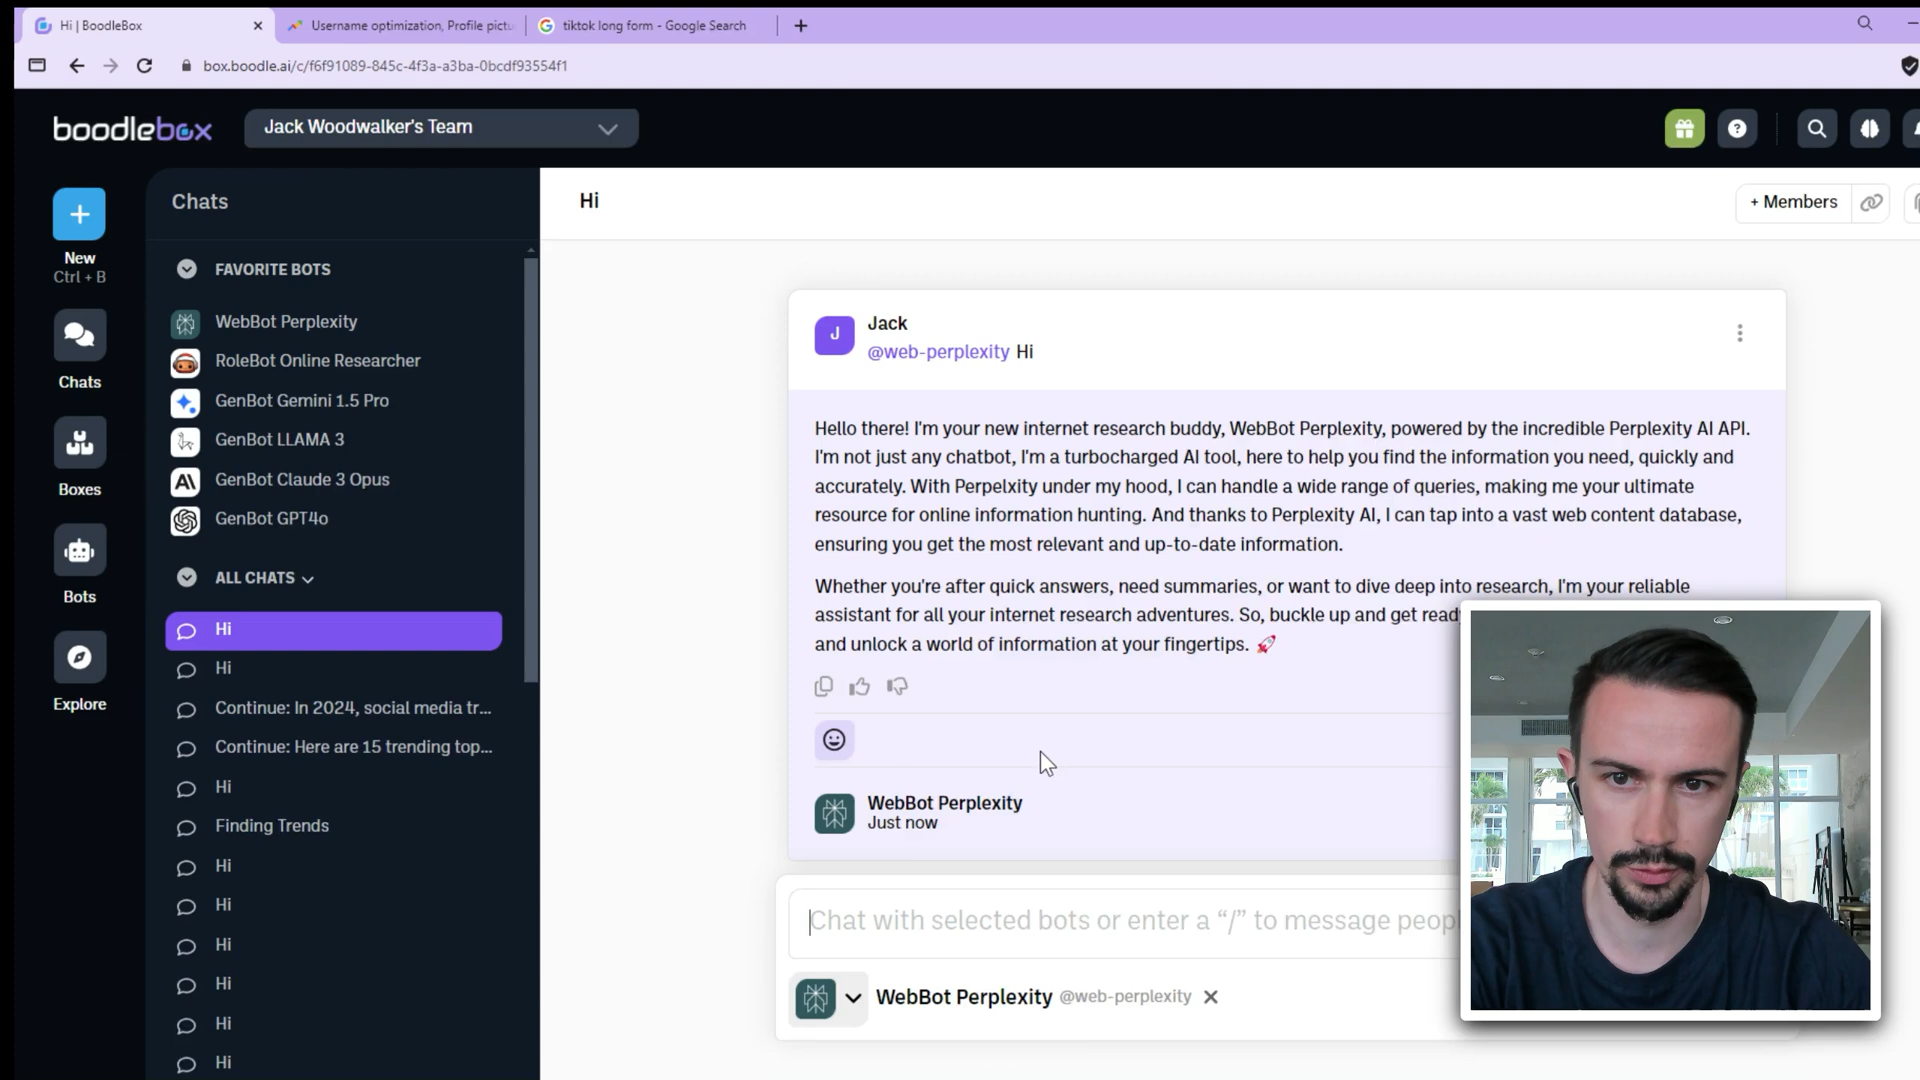 Hi | BoodleBox
Username optimization, Profile pictu
tiktok long form - Google Search
box.boodle.ai/c/f6f91089-845c-4f3a-a3ba-0bcdf93554f1
boodlebox
Jack Woodwalker's Team
New
Ctrl + B
Chats
Boxes
Bots
Explore
Chats
FAVORITE BOTS
WebBot Perplexity
RoleBot Online Researcher
GenBot Gemini 1.5 Pro
GenBot LLAMA 3
GenBot Claude 3 Opus
GenBot GPT4o
ALL CHATS
Hi
Hi
Continue: In 2024, social media tr...
Continue: Here are 15 trending top...
Hi
Finding Trends
Hi
Hi
Hi
Hi
Hi
Hi
Hi
+ Members
J
Jack
@web-perplexity Hi
Hello there! I'm your new internet research buddy, WebBot Perplexity, powered by the incredible Perplexity AI API.
I'm not just any chatbot, I'm a turbocharged AI tool, here to help you find the information you need, quickly and
accurately. With Perpelxity under my hood, I can handle a wide range of queries, making me your ultimate
resource for online information hunting. And thanks to Perplexity AI, I can tap into a vast web content database,
ensuring you get the most relevant and up-to-date information.
Whether you're after quick answers, need summaries, or want to dive deep into research, I'm your reliable
assistant for all your internet research adventures. So, buckle up and get read
and unlock a world of information at your fingertips. 🚀
WebBot Perplexity
Just now
Chat with selected bots or enter a “/” to message peop
WebBot Perplexity @web-perplexity